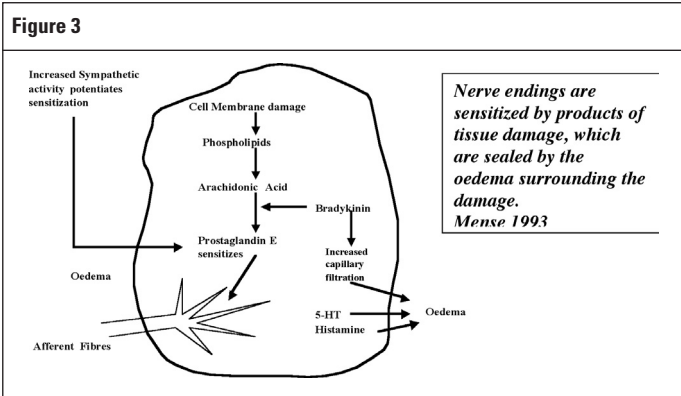 Figure 3
Increased Sympathetic
activity potentiates
sensitization
Cell Membrane damage
Phospholipids
Arachidonic Acid
Bradykinin
Prostaglandin E
sensitizes
Increased
capillary
filtration
Oedema
5-HT
Histamine
Oedema
Afferent Fibres
Nerve endings are
sensitized by products of
tissue damage, which
are sealed by the
oedema surrounding the
damage.
Mense 1993